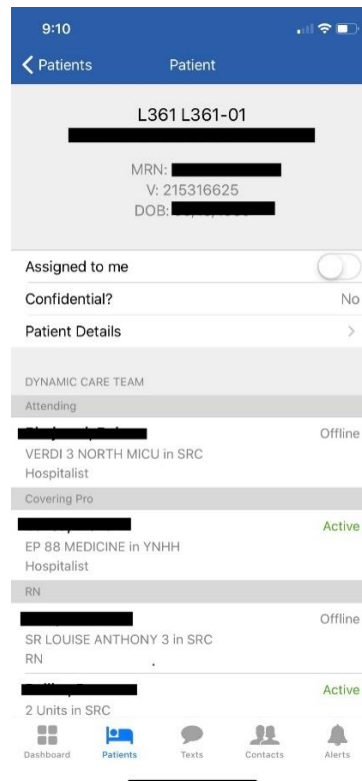 9:10
Patients
Patient
L361 L361-01
MRN:
V: 215316625
DOB:
Assigned to me
Confidential?
No
Patient Details
DYNAMIC CARE TEAM
Attending
Offline
VERDI 3 NORTH MICU in SRC
Hospitalist
Covering Pro
Active
EP 88 MEDICINE in YNHH
Hospitalist
RN
Offline
SR LOUISE ANTHONY 3 in SRC
RN
Active
2 Units in SRC
Dashboard
Patients
Texts
Contacts
Alerts